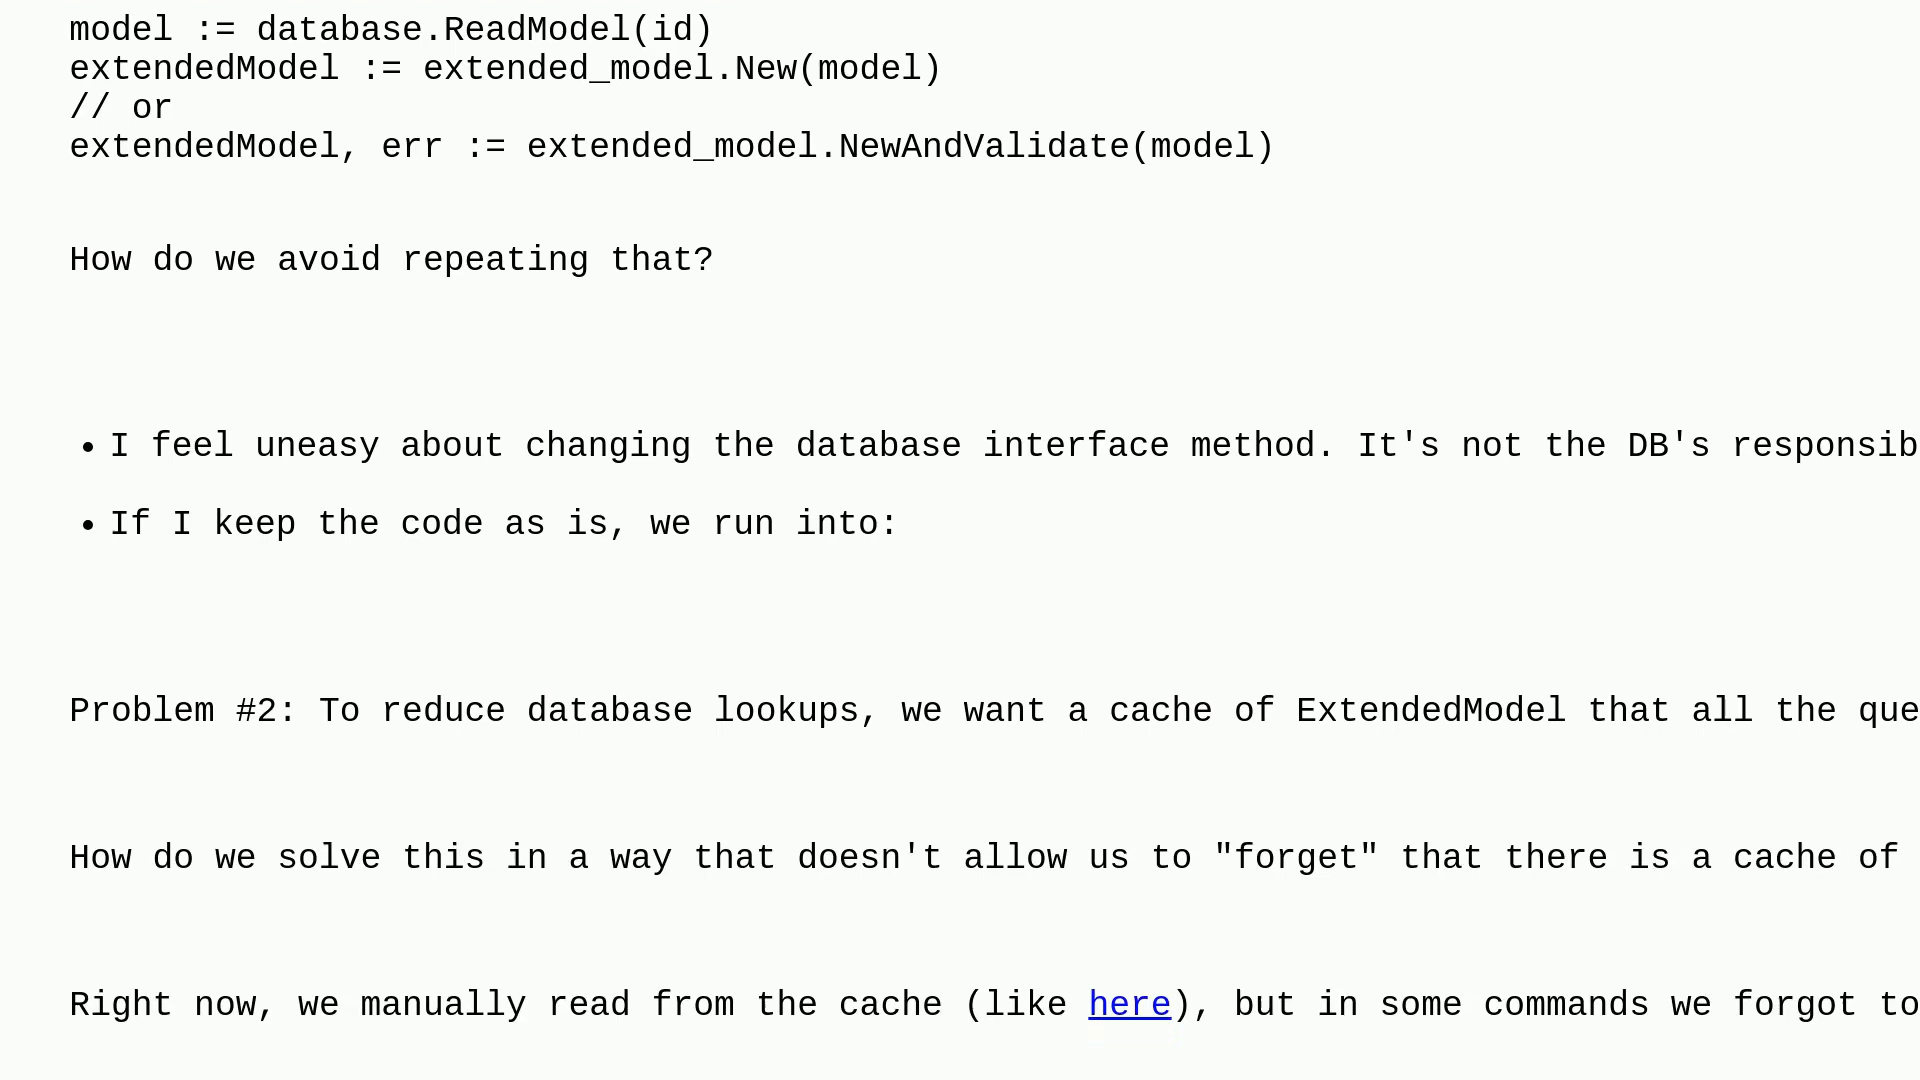 model := database.ReadModel(id)
extendedModel := extended_model.New(model)
// or
extendedModel, err := extended_model.NewAndValidate(model)
How do we avoid repeating that?
• I feel uneasy about changing the database interface method. It's not the DB's responsib
• If I keep the code as is, we run into:
Problem #2: To reduce database lookups, we want a cache of ExtendedModel that all the que
How do we solve this in a way that doesn't allow us to "forget" that there is a cache of
Right now, we manually read from the cache (like here), but in some commands we forgot to